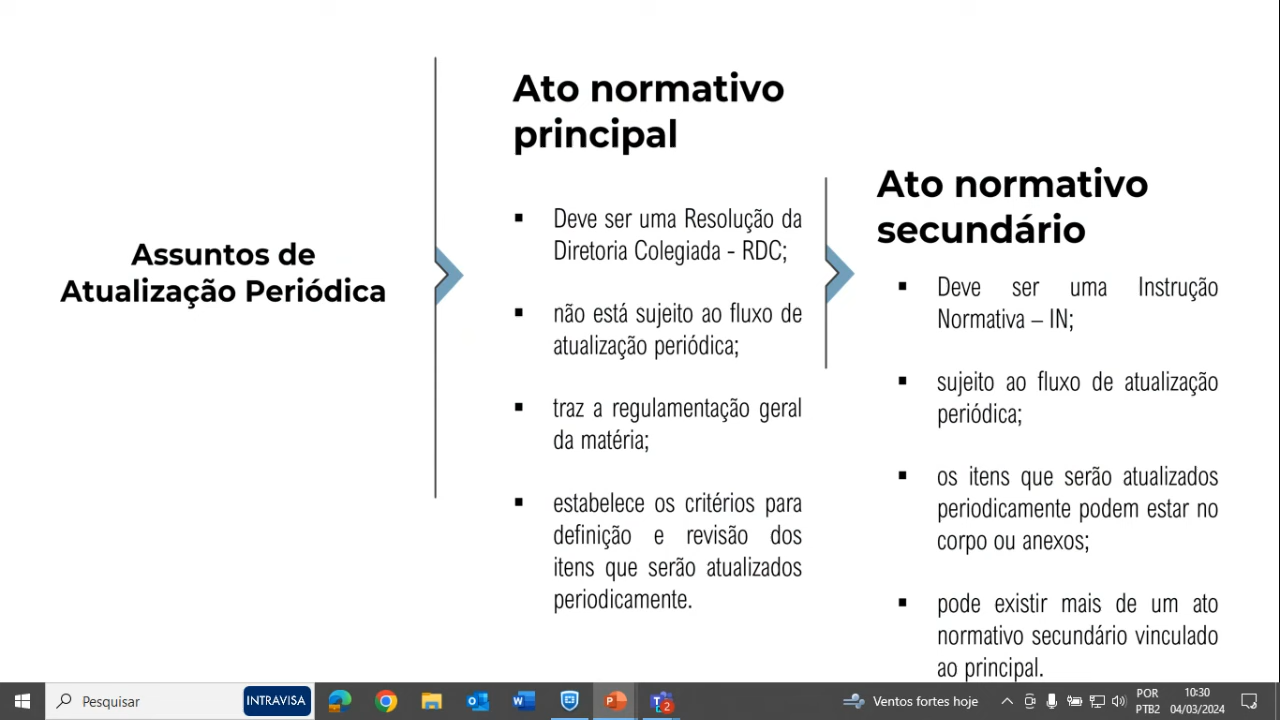 Assuntos de
Atualização Periódica
Ato normativo
principal
▪ Deve ser uma Resolução da
Diretoria Colegiada - RDC;
▪ não está sujeito ao fluxo de
atualização periódica;
▪ traz a regulamentação geral
da matéria;
▪ estabelece os critérios para
definição e revisão dos
itens que serão atualizados
periodicamente.
Ato normativo
secundário
▪ Deve ser uma Instrução
Normativa – IN;
▪ sujeito ao fluxo de atualização
periódica;
▪ os itens que serão atualizados
periodicamente podem estar no
corpo ou anexos;
▪ pode existir mais de um ato
normativo secundário vinculado
ao principal.
Pesquisar
INTRAVISA
2
Ventos fortes hoje
POR
PTB2
10:30
04/03/2024